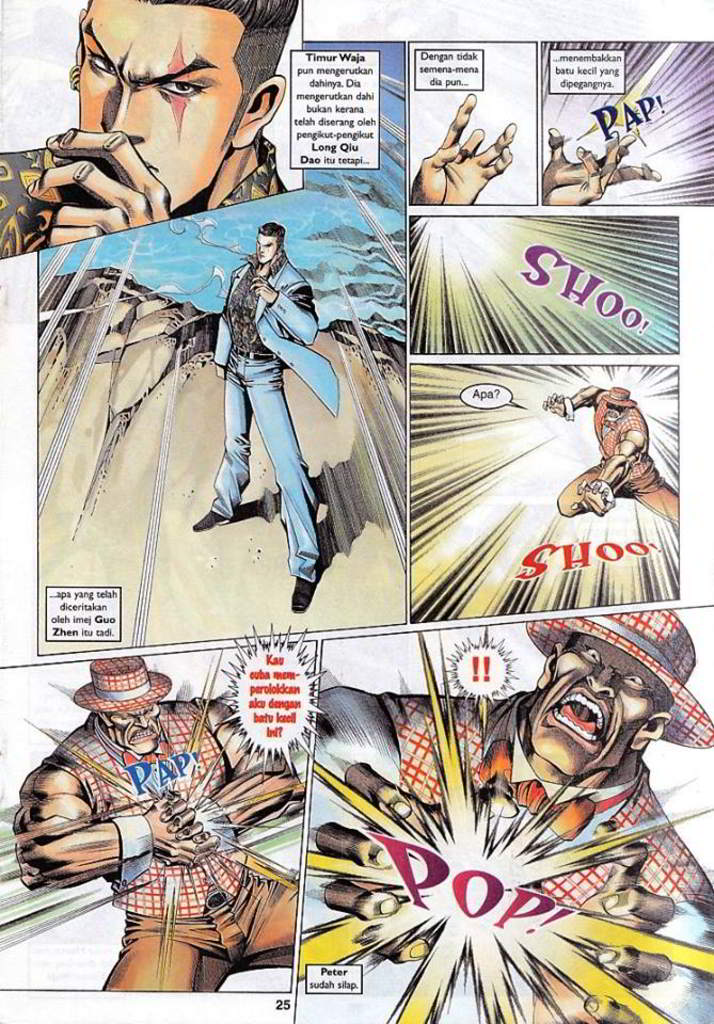 Timur Waja
pun mengerutkan
dahinya. Dia
mengerutkan dahi
bukan kerana
telah diserang oleh
pengikut-pengikut
Long Qiu
Dao itu tetapi...
...apa yang telah
diceritakan
oleh imej Guo
Zhen itu tadi.
Dengan tidak
semena-mena
dia pun...
...menembakkan
batu kecil yang
dipegangnya.
PAP!
SHOO!
Apa?
SHOO!
Kau
cuba mem-
perolokkan
aku dengan
batu kecil
ini?
PAP!
!!
POP!
Peter
sudah silap.
25